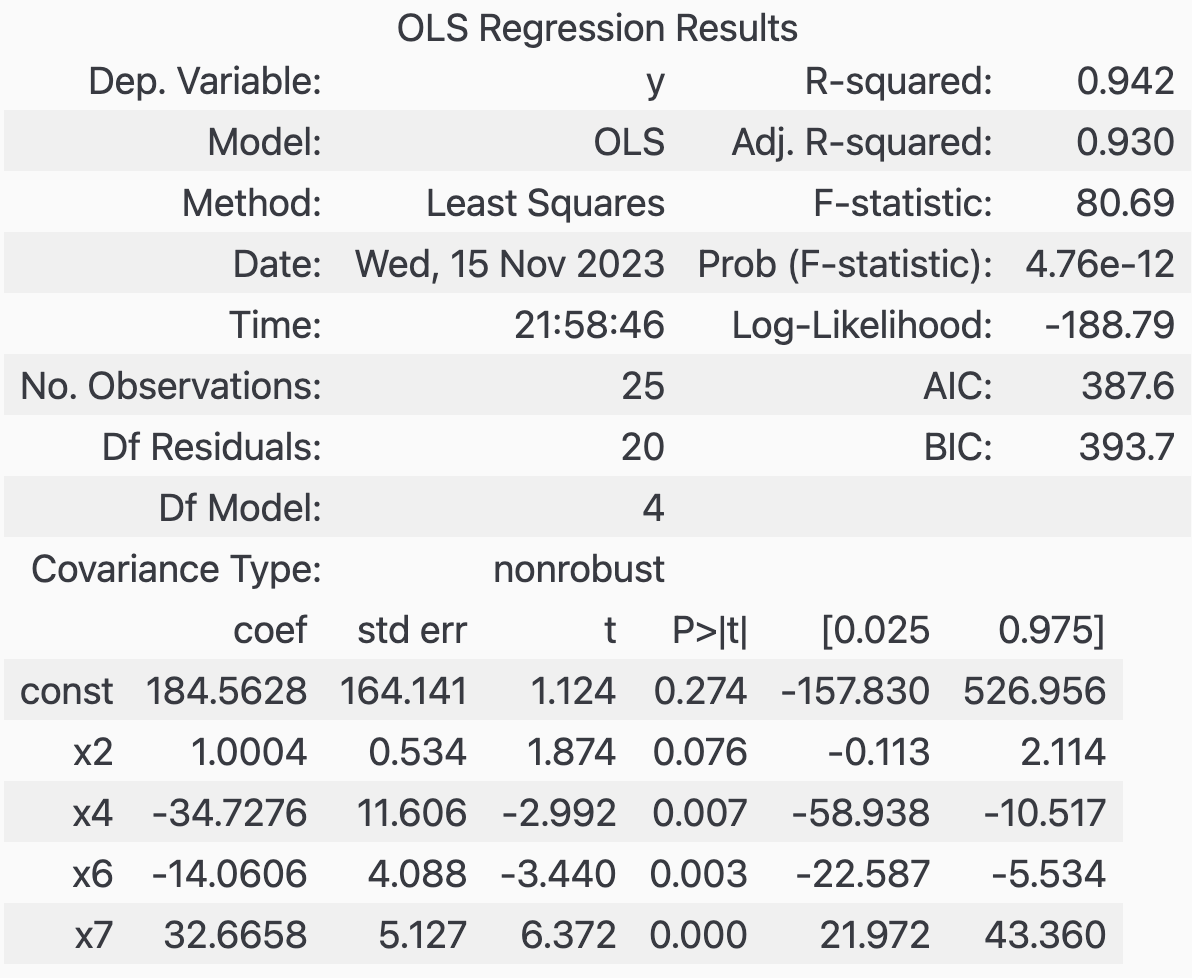 OLS Regression Results
Dep. Variable: y R-squared: 0.942
Model: OLS Adj. R-squared: 0.930
Method: Least Squares F-statistic: 80.69
Date: Wed, 15 Nov 2023 Prob (F-statistic): 4.76e-12
Time: 21:58:46 Log-Likelihood: -188.79
No. Observations: 25 AIC: 387.6
Df Residuals: 20 BIC: 393.7
Df Model: 4
Covariance Type: nonrobust
coef std err t P>|t| [0.025 0.975]
const 184.5628 164.141 1.124 0.274 -157.830 526.956
x2 1.0004 0.534 1.874 0.076 -0.113 2.114
x4 -34.7276 11.606 -2.992 0.007 -58.938 -10.517
x6 -14.0606 4.088 -3.440 0.003 -22.587 -5.534
x7 32.6658 5.127 6.372 0.000 21.972 43.360